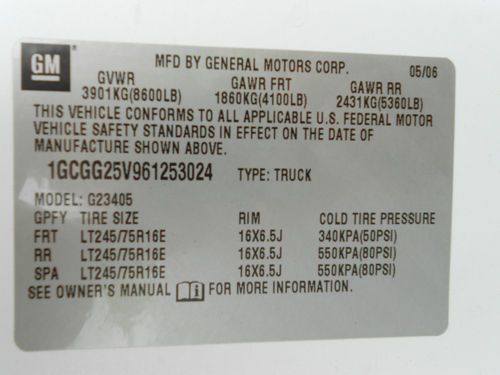 GM
MFD BY GENERAL MOTORS CORP. 05/06
GVWR GAWR FRT GAWR RR
3901KG(8600LB) 1860KG(4100LB) 2431KG(5360LB)
THIS VEHICLE CONFORMS TO ALL APPLICABLE U.S. FEDERAL MOTOR
VEHICLE SAFETY STANDARDS IN EFFECT ON THE DATE OF
MANUFACTURE SHOWN ABOVE.
1GCGG25V961253024 TYPE: TRUCK
MODEL: G23405
GPFY TIRE SIZE RIM COLD TIRE PRESSURE
FRT LT245/75R16E 16X6.5J 340KPA(50PSI)
RR LT245/75R16E 16X6.5J 550KPA(80PSI)
SPA LT245/75R16E 16X6.5J 550KPA(80PSI)
SEE OWNER'S MANUAL FOR MORE INFORMATION.